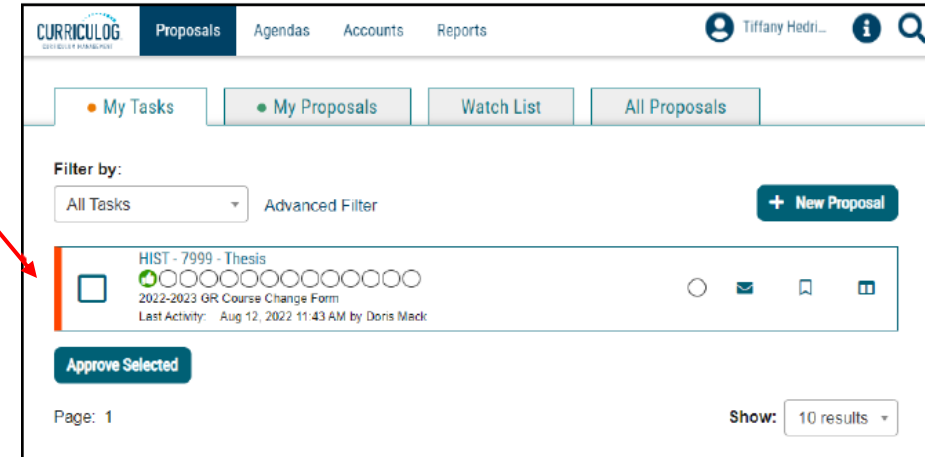 CURRICULOG Proposals Agendas Accounts Reports Tiffany Hedri...
CURRICULUM MANAGEMENT
My Tasks My Proposals Watch List All Proposals
Filter by:
All Tasks Advanced Filter + New Proposal
HIST - 7999 - Thesis
2022-2023 GR Course Change Form
Last Activity: Aug 12, 2022 11:43 AM by Doris Mack
Approve Selected
Page: 1 Show: 10 results